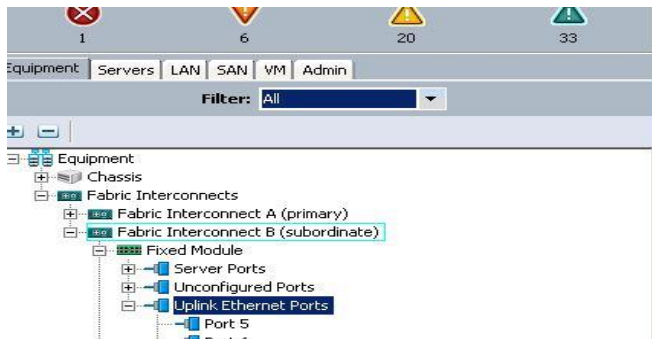 1 6 20 33
Equipment Servers LAN SAN VM Admin
Filter: All
Equipment
Chassis
Fabric Interconnects
Fabric Interconnect A (primary)
Fabric Interconnect B (subordinate)
Fixed Module
Server Ports
Unconfigured Ports
Uplink Ethernet Ports
Port 5